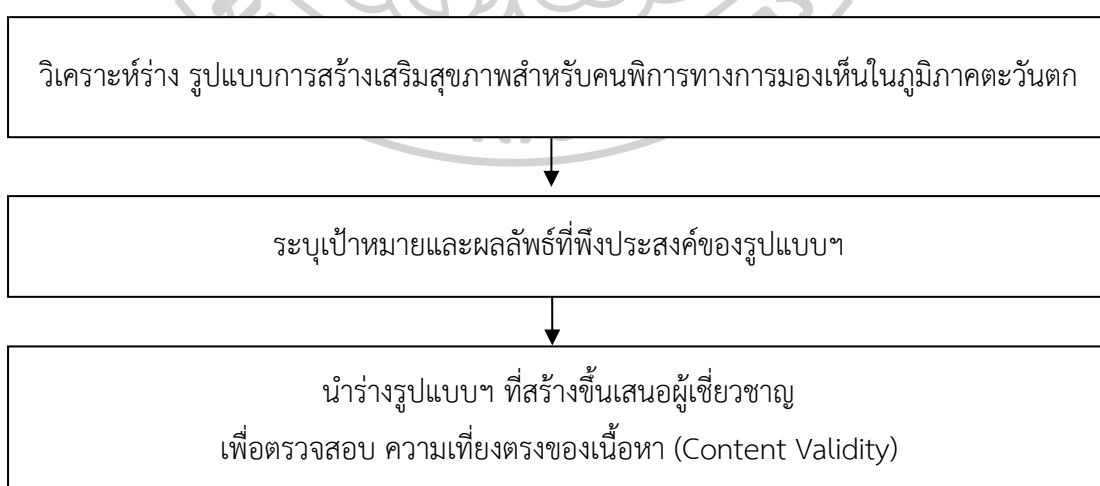 วิเคราะห์ร่าง รูปแบบการสร้างเสริมสุขภาพสำหรับคนพิการทางการมองเห็นในภูมิภาคตะวันตก
ระบุเป้าหมายและผลลัพธ์ที่พึงประสงค์ของรูปแบบฯ
นำร่างรูปแบบฯ ที่สร้างขึ้นเสนอผู้เชี่ยวชาญ
เพื่อตรวจสอบ ความเที่ยงตรงของเนื้อหา (Content Validity)